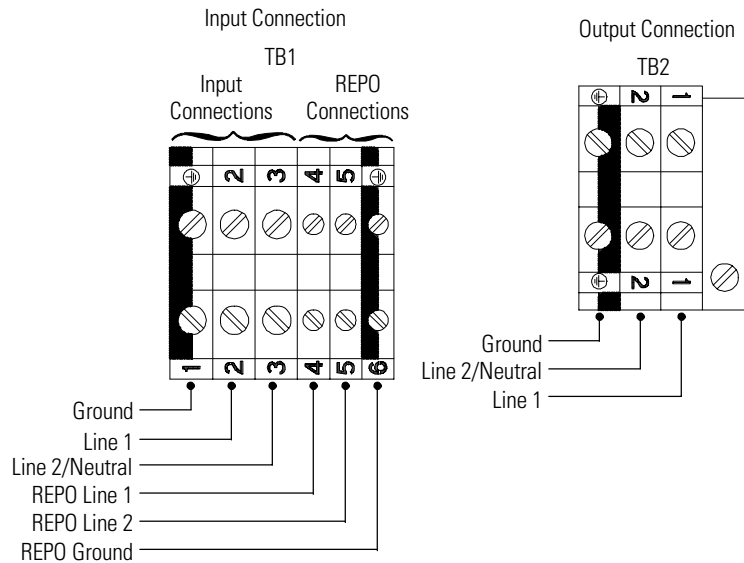 Input Connection
TB1
Input
Connections
REPO
Connections
2 3 4 5
1 2 3 4 5 6
Ground
Line 1
Line 2/Neutral
REPO Line 1
REPO Line 2
REPO Ground
Output Connection
TB2
2 1
2 1
Ground
Line 2/Neutral
Line 1